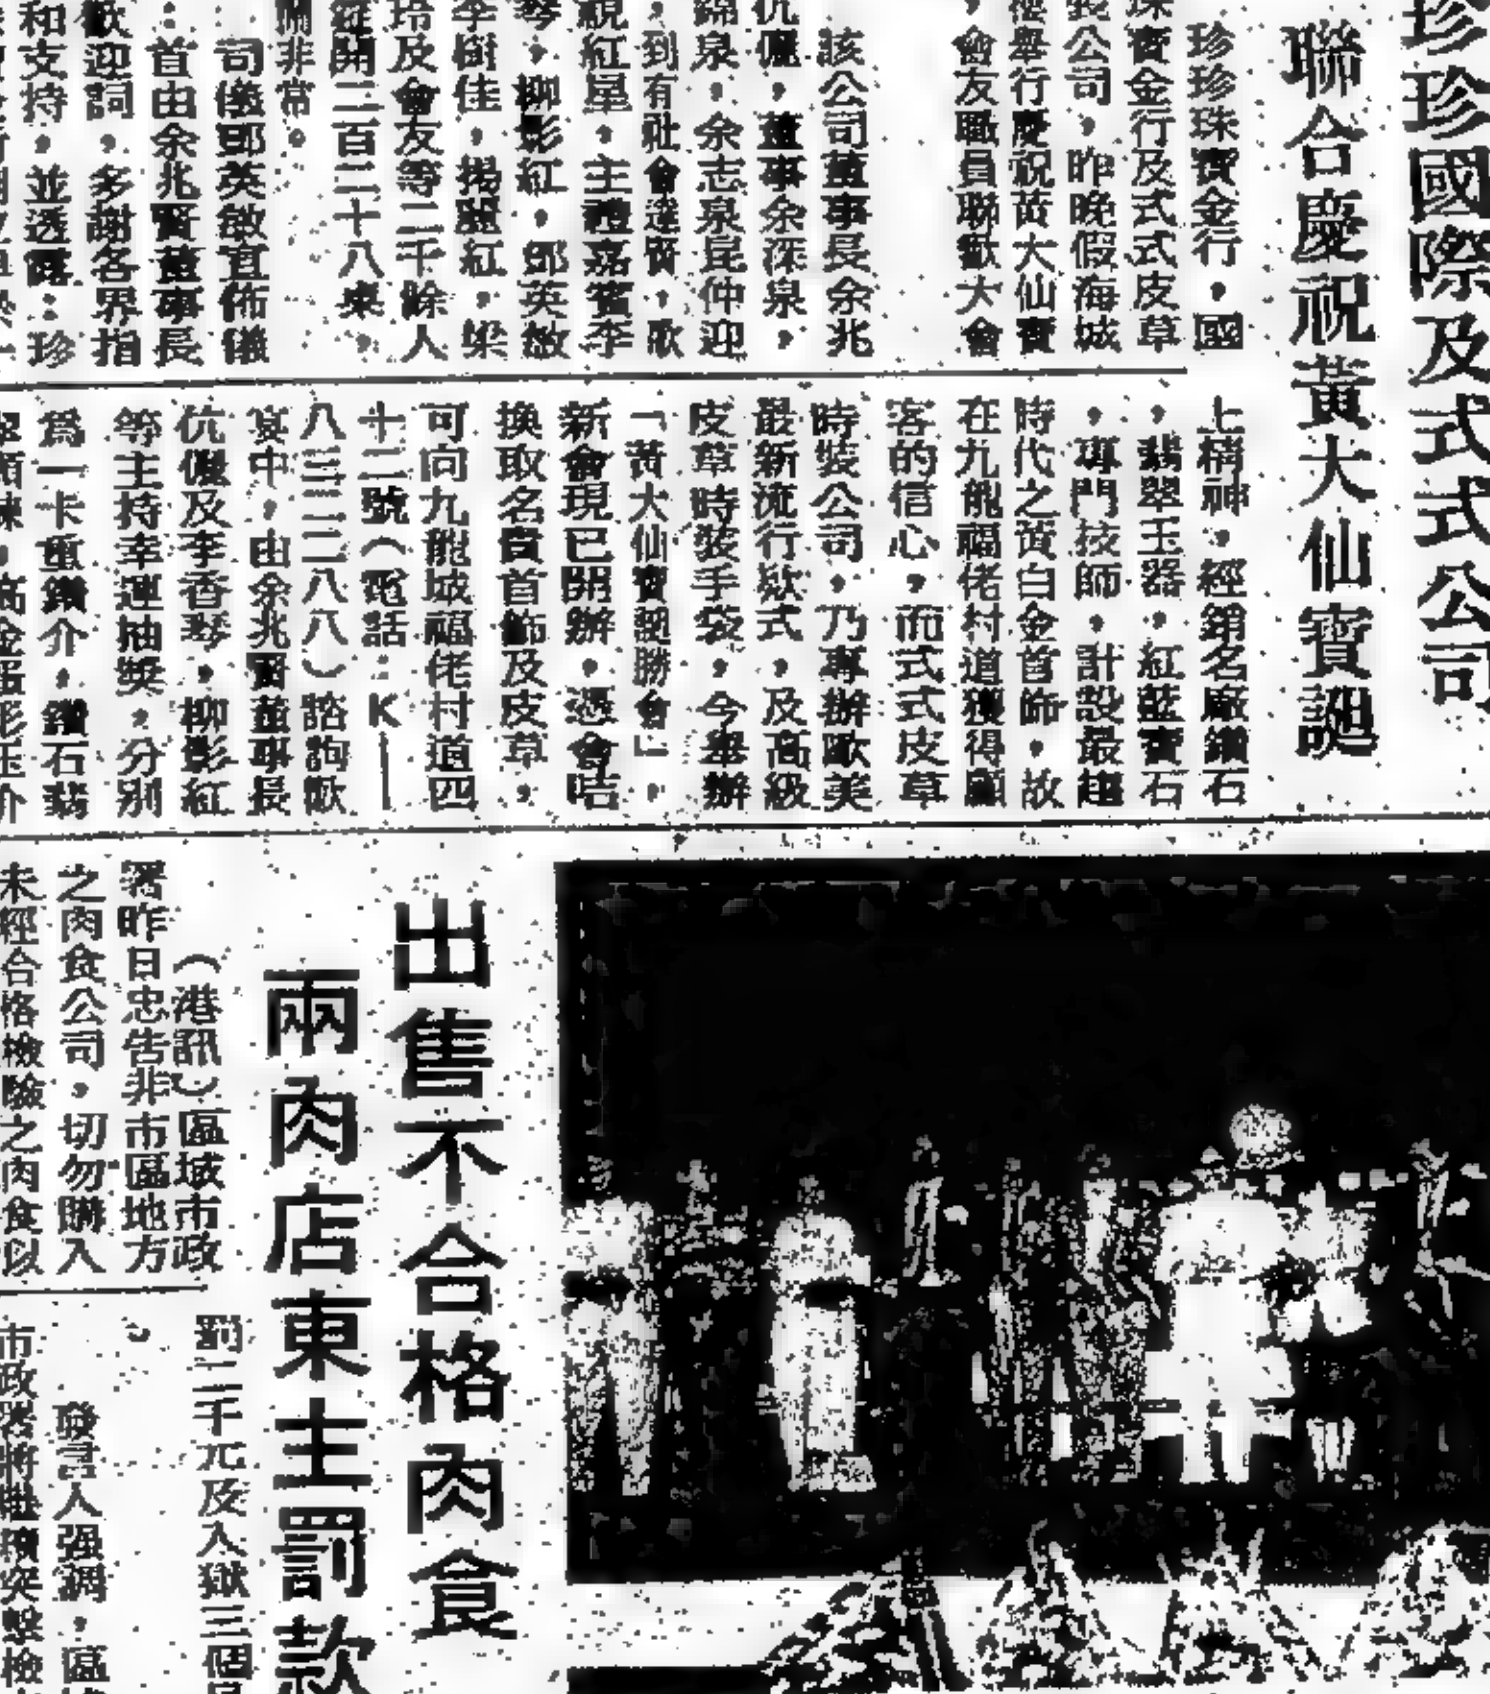 珍珍國際及式式公司
聯合慶祝黃大仙寶誕
珍珍珠寶金行，國
珠寶金行及式式皮草
公司，昨晚假海城
樓舉行慶祝黃大仙寶
，會友職員聯歡大會
該公司董事長余兆
伉儷，董事余深泉，
錦泉，余志泉昆仲迎
，到有社會達賢，歌
視紅星，主禮嘉賓李
琴，柳影紅，鄧英敏
李樹佳，揚麗紅，梁
玲及會友等二千餘人
筵開二百二十八桌，
鬧非常。
司儀鄧英敏宣佈儀
首由余兆賢董事長
歡迎詞，多謝各界指
和支持，並透露：珍
上精神，經銷名廠鑽石
，翡翠玉器，紅藍寶石
，專門技師，計設最趨
時代之黃白金首飾，故
在九龍福佬村道獲得顧
客的信心，而式式皮草
時裝公司，乃專辦歐美
最新流行欵式，及高級
皮草時裝手袋，今舉辦
「黃大仙寶誕勝會」，
新會現已開辦，憑會咭
換取名貴首飾及皮草，
可向九龍城福佬村道四
十二號（電話：K—
八三二二八八）諮詢歡
宴中，由余兆賢董事長
伉儷及李香琴，柳影紅
等主持幸運抽獎，分別
為一卡重鑽介，鑽石翡
出售不合格肉食
兩肉店東主罰款
（港訊）區域市政
署昨日忠告非市區地方
之肉食公司，切勿購入
未經合格檢驗之肉食以
罰二千元及入獄三個
發言人强調，區
市政署將繼續突擊檢